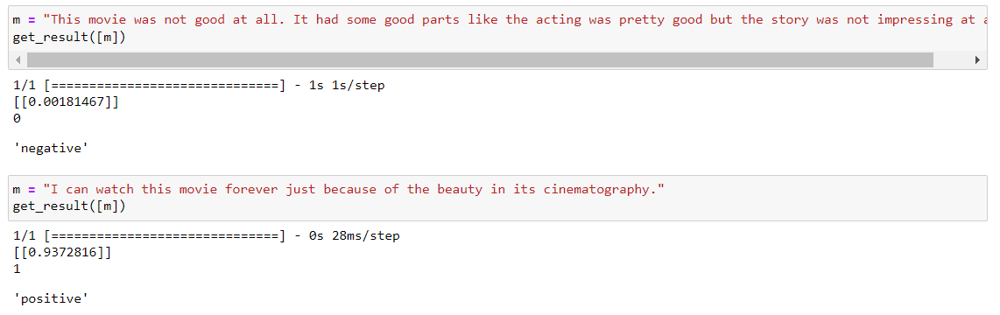 m = "This movie was not good at all. It had some good parts like the acting was pretty good but the story was not impressing at
get_result([m])
1/1 [==============================] - 1s 1s/step
[[0.00181467]]
0
'negative'
m = "I can watch this movie forever just because of the beauty in its cinematography."
get_result([m])
1/1 [==============================] - 0s 28ms/step
[[0.9372816]]
1
'positive'